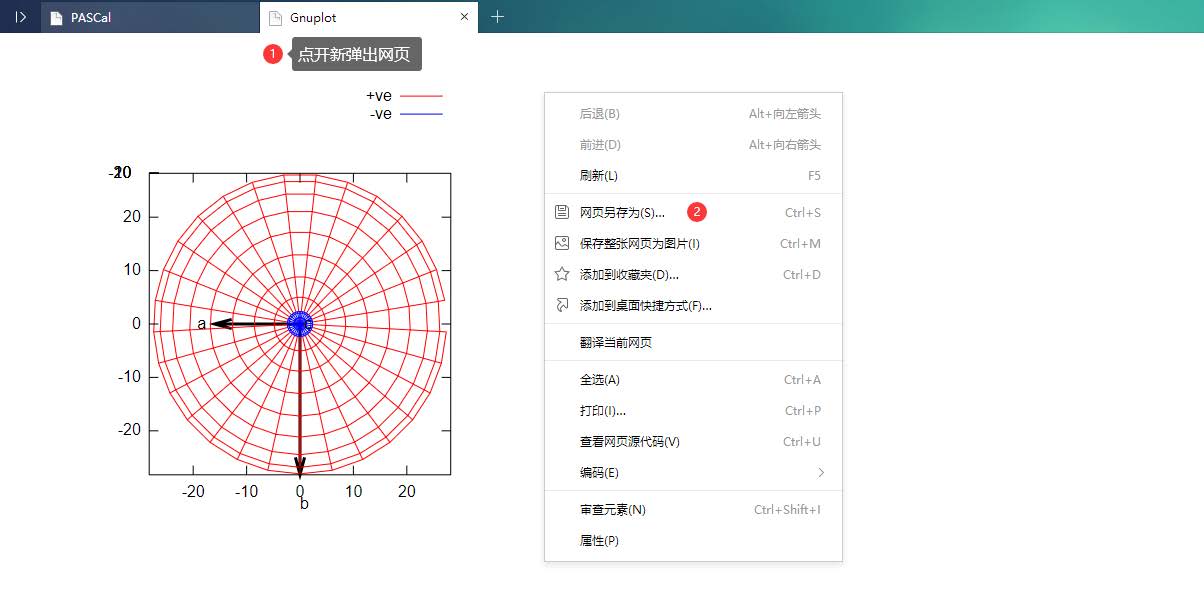 PASCal
Gnuplot
1 点开新弹出网页
+ve
-ve
20
10
0
-10
-20
-20 -10 0 10 20
a
b
后退(B) Alt+向左箭头
前进(D) Alt+向右箭头
刷新(L) F5
网页另存为(S)... 2 Ctrl+S
保存整张网页为图片(I) Ctrl+M
添加到收藏夹(D)... Ctrl+D
添加到桌面快捷方式(F)...
翻译当前网页
全选(A) Ctrl+A
打印(I)... Ctrl+P
查看网页源代码(V) Ctrl+U
编码(E)
审查元素(N) Ctrl+Shift+I
属性(P)